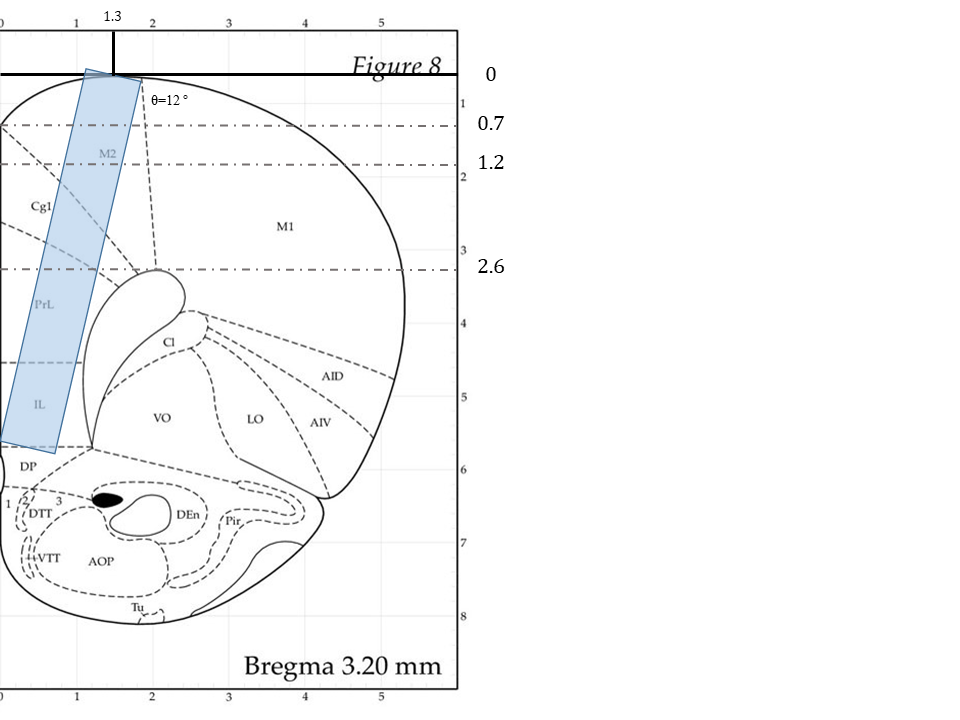 1.3
0 1 2 3 4 5
Figure 8
0
θ=12°
1
0.7
M2
1.2
2
Cg1
M1
3
2.6
PrL
4
Cl
AID
5
IL
VO LO AIV
DP
6
1 2 3
DTT DEn Pir
7
VTT AOP
Tu
8
Bregma 3.20 mm
0 1 2 3 4 5